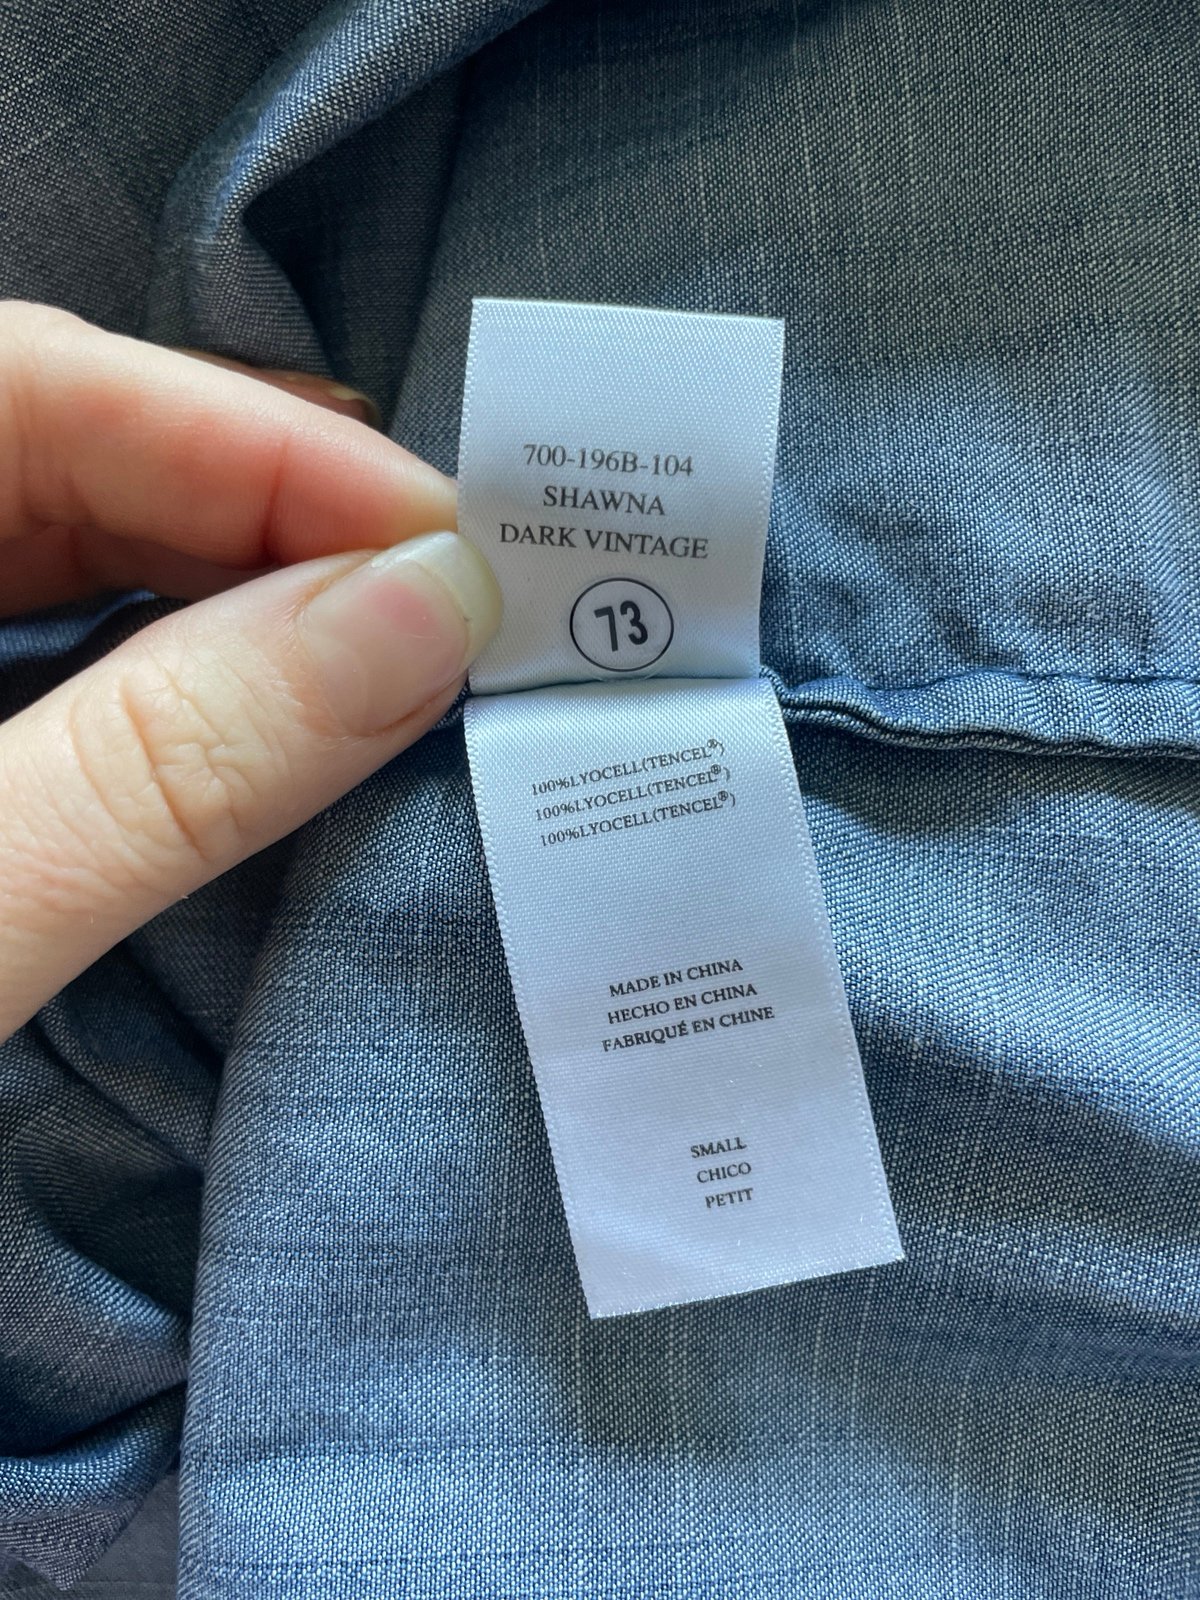 700-196B-104
SHAWNA
DARK VINTAGE
73
100%LYOCELL(TENCEL®)
100%LYOCELL(TENCEL®)
100%LYOCELL(TENCEL®)
MADE IN CHINA
HECHO EN CHINA
FABRIQUÉ EN CHINE
SMALL
CHICO
PETIT